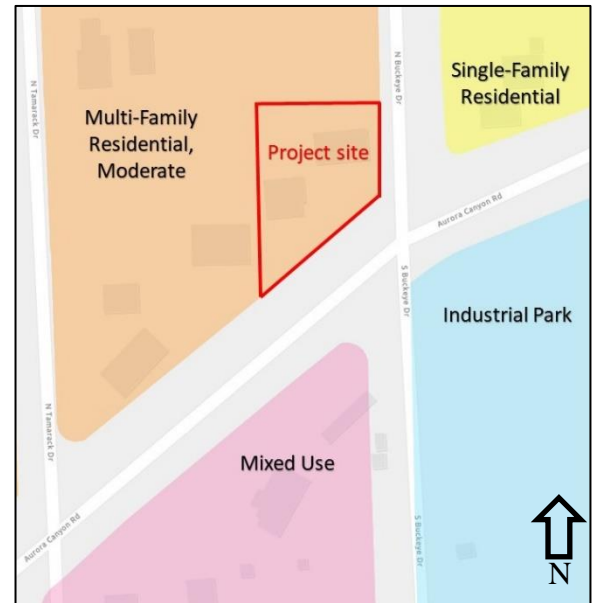 N Tamarack Dr
N Buckeye Dr
Single-Family
Residential
Multi-Family
Residential,
Moderate
Project site
Aurora Canyon Rd
S Buckeye Dr
Industrial Park
N Tamarack Dr
Mixed Use
Aurora Canyon Rd
S Buckeye Dr
N